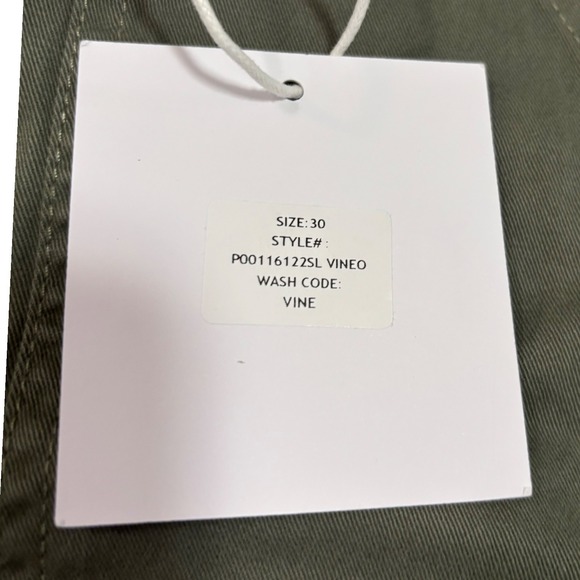 SIZE:30
STYLE# :
P00116122SL VINEO
WASH CODE:
VINE